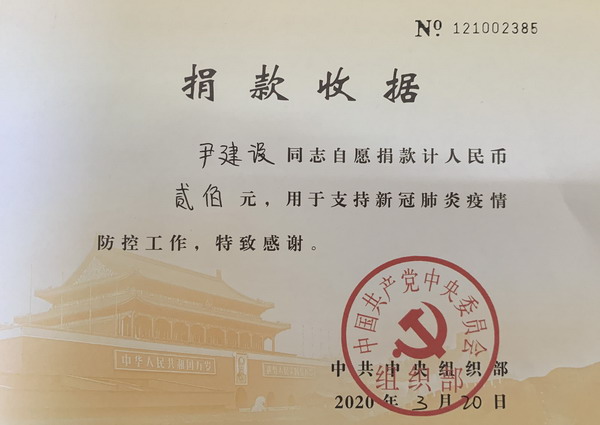 Nº 121002385
捐款收据
尹建设 同志自愿捐款计人民币
贰佰 元，用于支持新冠肺炎疫情
防控工作，特致感谢。
中国共产党中央委员会
组织部
中华人民共和国万岁
中共中央组织部
2020 年 3 月 20 日